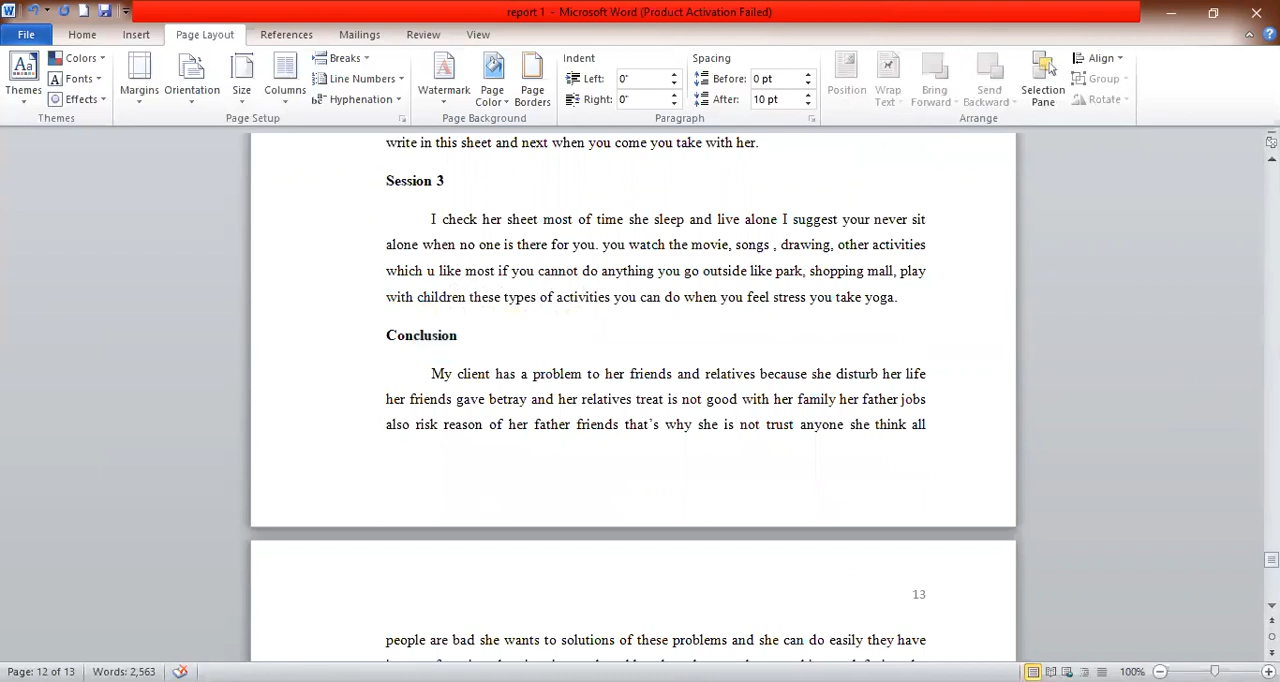 report 1 - Microsoft Word (Product Activation Failed)
File Home Insert Page Layout References Mailings Review View
Themes Colors Fonts Effects Margins Orientation Size Columns Breaks Line Numbers Hyphenation Watermark Page Color Page Borders Indent Left: 0" Right: 0" Spacing Before: 0 pt After: 10 pt Position Wrap Text Bring Forward Send Backward Selection Pane Align Group Rotate
Themes Page Setup Page Background Paragraph Arrange
write in this sheet and next when you come you take with her.
Session 3
I check her sheet most of time she sleep and live alone I suggest your never sit
alone when no one is there for you. you watch the movie, songs , drawing, other activities
which u like most if you cannot do anything you go outside like park, shopping mall, play
with children these types of activities you can do when you feel stress you take yoga.
Conclusion
My client has a problem to her friends and relatives because she disturb her life
her friends gave betray and her relatives treat is not good with her family her father jobs
also risk reason of her father friends that's why she is not trust anyone she think all
13
people are bad she wants to solutions of these problems and she can do easily they have
Page: 12 of 13 Words: 2,563 100%